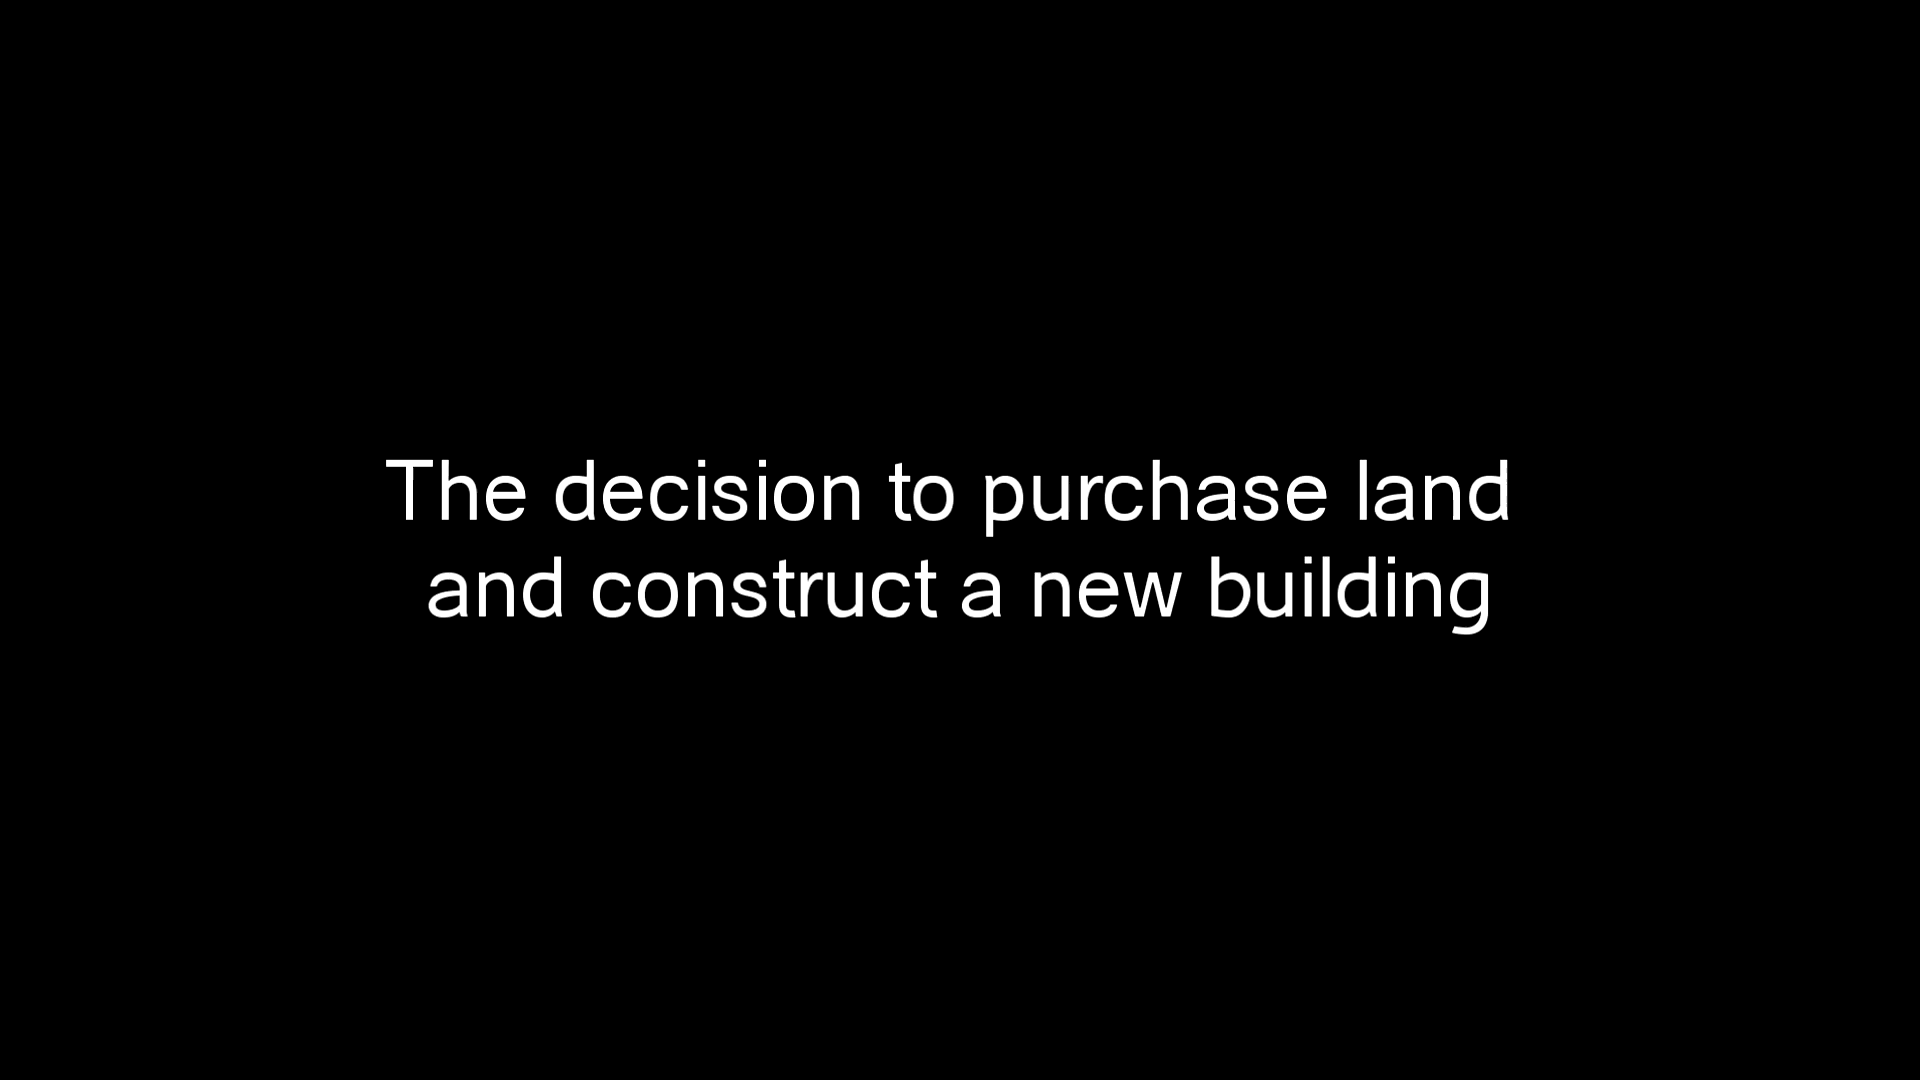 The decision to purchase land
and construct a new building